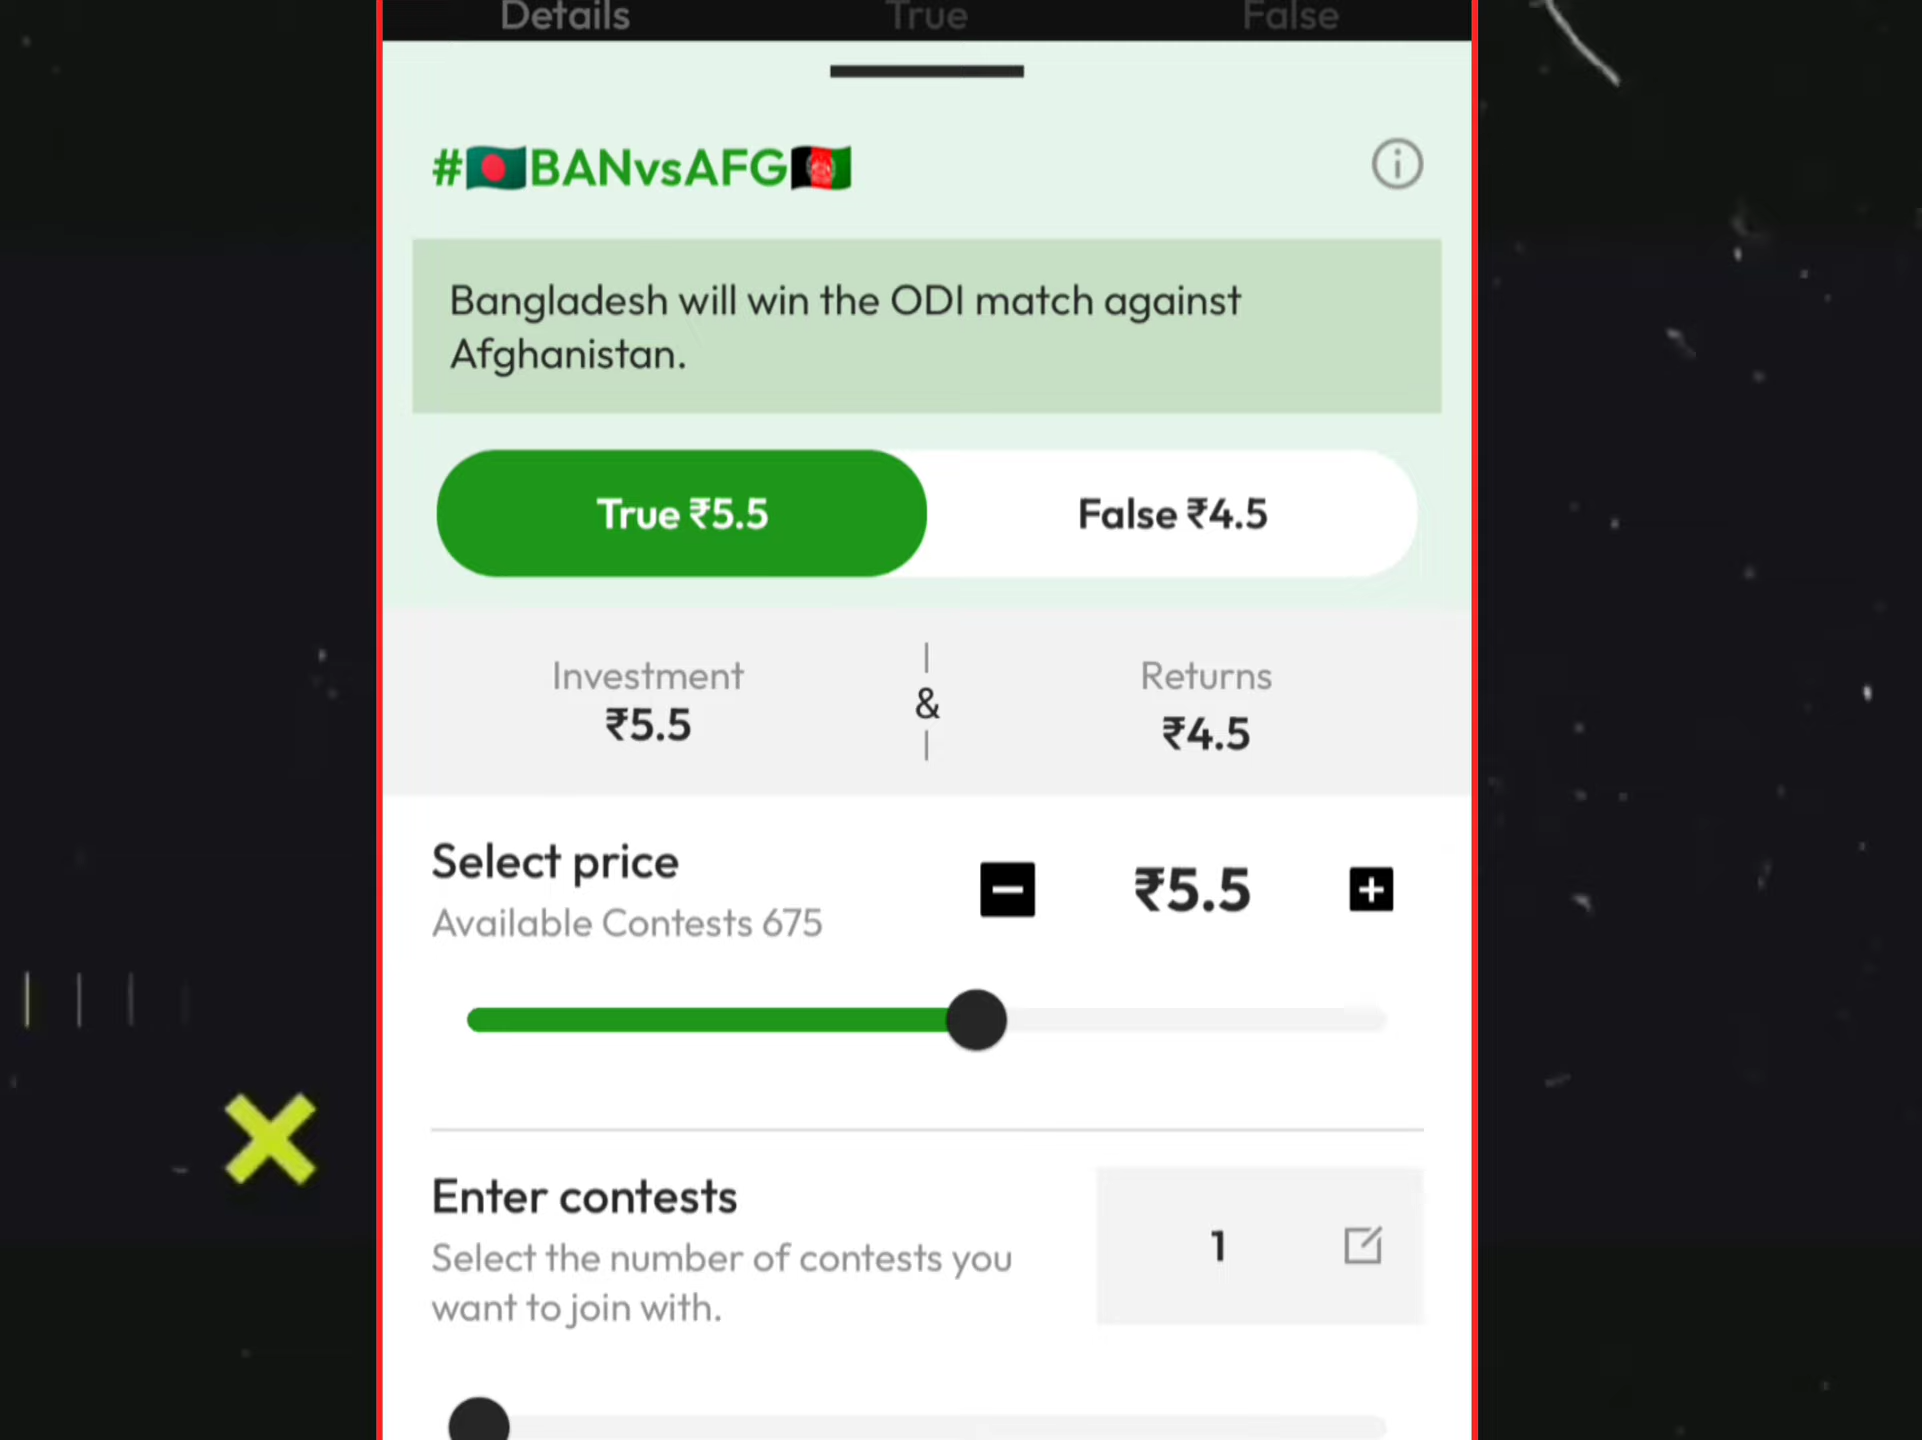 Details True False
#🇧🇩BANvsAFG🇦🇫
Bangladesh will win the ODI match against
Afghanistan.
True ₹5.5 False ₹4.5
Investment & Returns
₹5.5 ₹4.5
Select price
Available Contests 675
₹5.5
Enter contests
Select the number of contests you
want to join with.
1